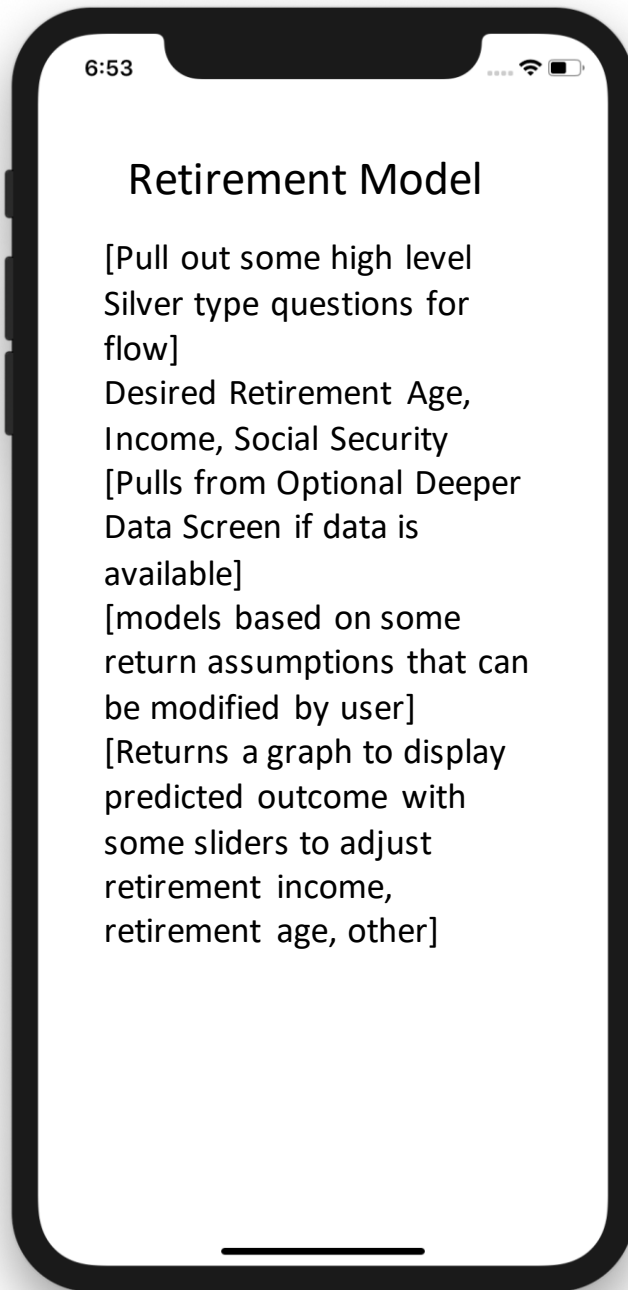 6:53
Retirement Model
[Pull out some high level
Silver type questions for
flow]
Desired Retirement Age,
Income, Social Security
[Pulls from Optional Deeper
Data Screen if data is
available]
[models based on some
return assumptions that can
be modified by user]
[Returns a graph to display
predicted outcome with
some sliders to adjust
retirement income,
retirement age, other]